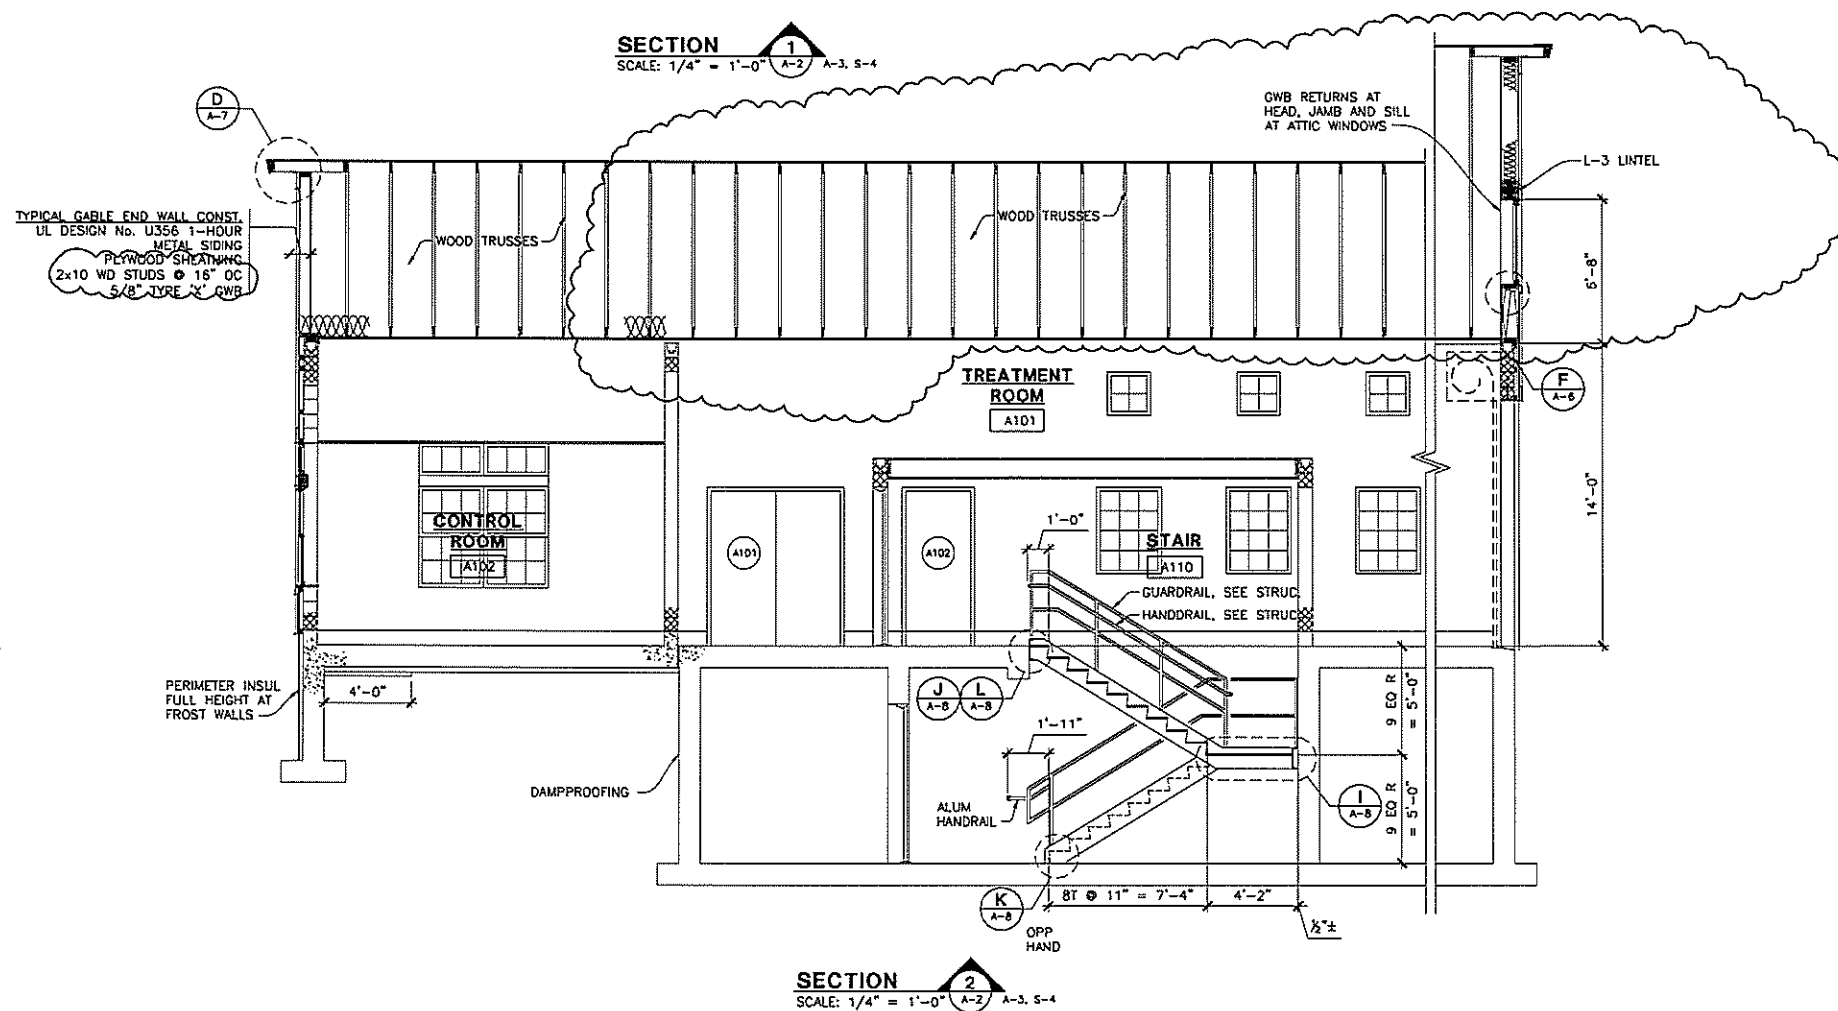 SECTION
SCALE: 1/4" = 1'-0"
1
A-2
A-3, S-4
D
A-7
GWB RETURNS AT
HEAD, JAMB AND SILL
AT ATTIC WINDOWS
L-3 LINTEL
TYPICAL GABLE END WALL CONST.
UL DESIGN No. U356 1-HOUR
METAL SIDING
PLYWOOD SHEATHING
2x10 WD STUDS @ 16" OC
5/8" TYPE 'X' GWB
WOOD TRUSSES
WOOD TRUSSES
5'-8"
TREATMENT
ROOM
A101
F
A-6
14'-0"
CONTROL
ROOM
A102
A101
A102
1'-0"
STAIR
A110
GUARDRAIL, SEE STRUC
HANDDRAIL, SEE STRUC
PERIMETER INSUL
FULL HEIGHT AT
FROST WALLS
4'-0"
J
A-8
L
A-8
1'-11"
9 EQ R
= 5'-0"
DAMPPROOFING
ALUM
HANDRAIL
I
A-8
9 EQ R
= 5'-0"
K
A-8
OPP
HAND
8T @ 11" = 7'-4"
4'-2"
½"±
SECTION
SCALE: 1/4" = 1'-0"
2
A-2
A-3, S-4